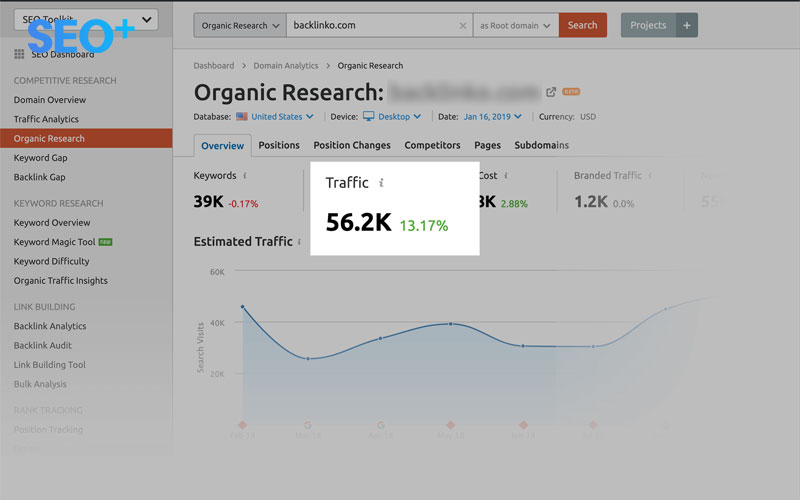 SEO Toolkit
SEO+
SEO Dashboard
COMPETITIVE RESEARCH
Domain Overview
Traffic Analytics
Organic Research
Keyword Gap
Backlink Gap
KEYWORD RESEARCH
Keyword Overview
Keyword Magic Tool new
Keyword Difficulty
Organic Traffic Insights
LINK BUILDING
Backlink Analytics
Backlink Audit
Link Building Tool
Bulk Analysis
RANK TRACKING
Position Tracking
Organic Research backlinko.com × as Root domain Search Projects +
Dashboard > Domain Analytics > Organic Research
Organic Research: backlinko.com BETA
Database: United States Device: Desktop Date: Jan 16, 2019 Currency: USD
Overview Positions Position Changes Competitors Pages Subdomains
Keywords i Traffic i Cost i Branded Traffic i
39K -0.17% 56.2K 13.17% 2.88% 1.2K 0.0%
Estimated Traffic i
60K
40K
20K
Search Visits
Feb 18 Mar 18 Apr 18 May 18 Jun 18